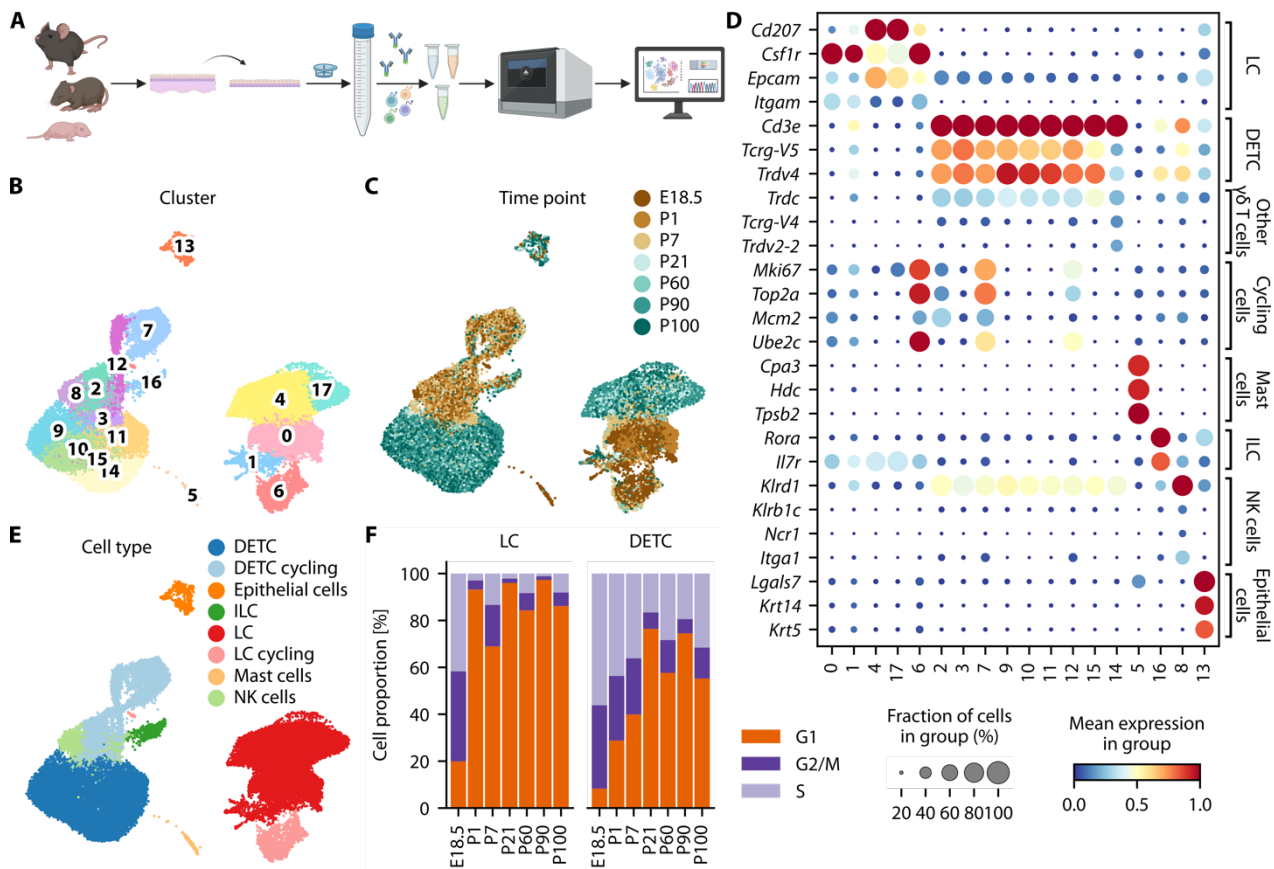 A
B
Cluster
13
7
12
16
8
2
3
9
11
10
15
14
5
4
17
0
1
6
C
Time point
E18.5
P1
P7
P21
P60
P90
P100
D
Cd207
Csf1r
Epcam
Itgam
Cd3e
Tcrg-V5
Trdv4
Trdc
Tcrg-V4
Trdv2-2
Mki67
Top2a
Mcm2
Ube2c
Cpa3
Hdc
Tpsb2
Rora
Il7r
Klrd1
Klrb1c
Ncr1
Itga1
Lgals7
Krt14
Krt5
LC
DETC
Other
γδ T cells
Cycling
cells
Mast
cells
ILC
NK cells
Epithelial
cells
0 1 4 17 6 2 3 7 9 10 11 12 15 14 5 16 8 13
Fraction of cells
in group (%)
20 40 60 80 100
Mean expression
in group
0.0 0.5 1.0
E
Cell type
DETC
DETC cycling
Epithelial cells
ILC
LC
LC cycling
Mast cells
NK cells
F
LC DETC
Cell proportion [%]
100
80
60
40
20
0
E18.5 P1 P7 P21 P60 P90 P100 E18.5 P1 P7 P21 P60 P90 P100
G1
G2/M
S